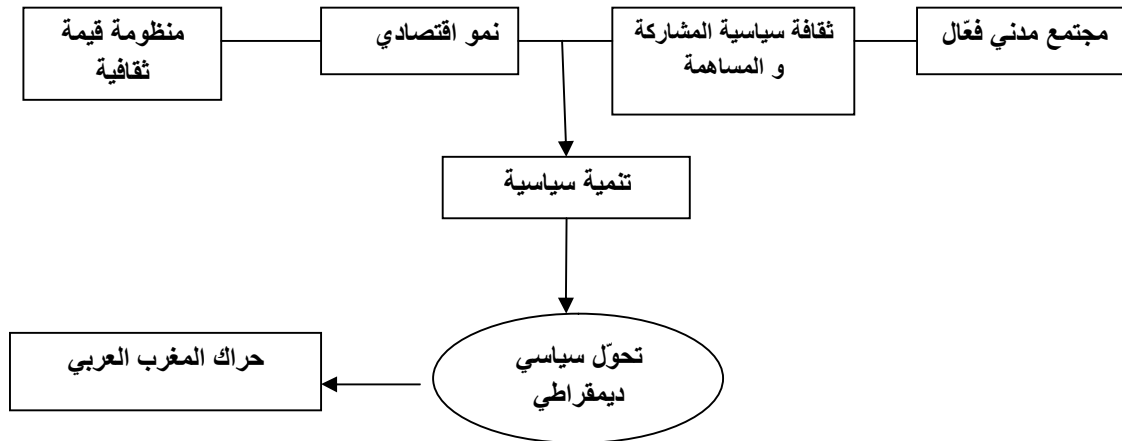 مجتمع مدني فعّال
ثقافة سياسية المشاركة
و المساهمة
نمو اقتصادي
منظومة قيمة
ثقافية
تنمية سياسية
تحوّل سياسي
ديمقراطي
حراك المغرب العربي